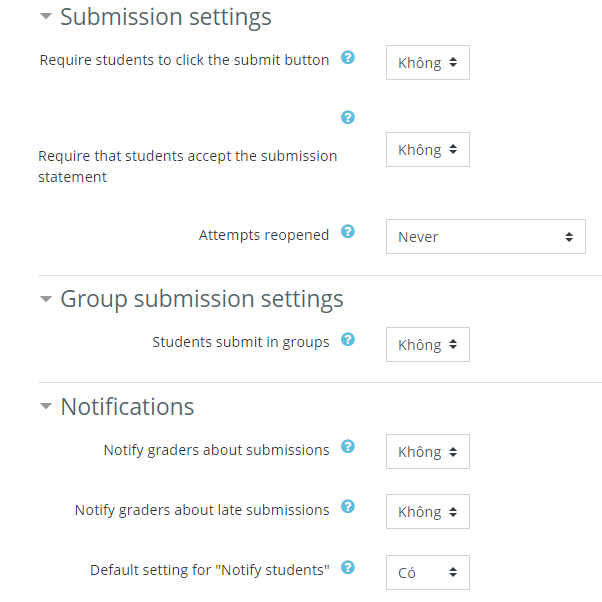 Submission settings
Require students to click the submit button Không
Require that students accept the submission
statement Không
Attempts reopened Never
Group submission settings
Students submit in groups Không
Notifications
Notify graders about submissions Không
Notify graders about late submissions Không
Default setting for "Notify students" Có